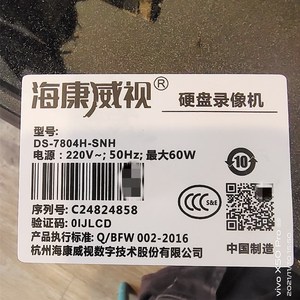 海康威视® 硬盘录像机
型号:
DS-7804H-SNH
电源:220V~; 50Hz; 最大60W
10
CCC S&E
序列号: C24824858
验证码: 0IJLCD
产品执行标准: Q/BFW 002-2016
中国制造
杭州海康威视数字技术股份有限公司